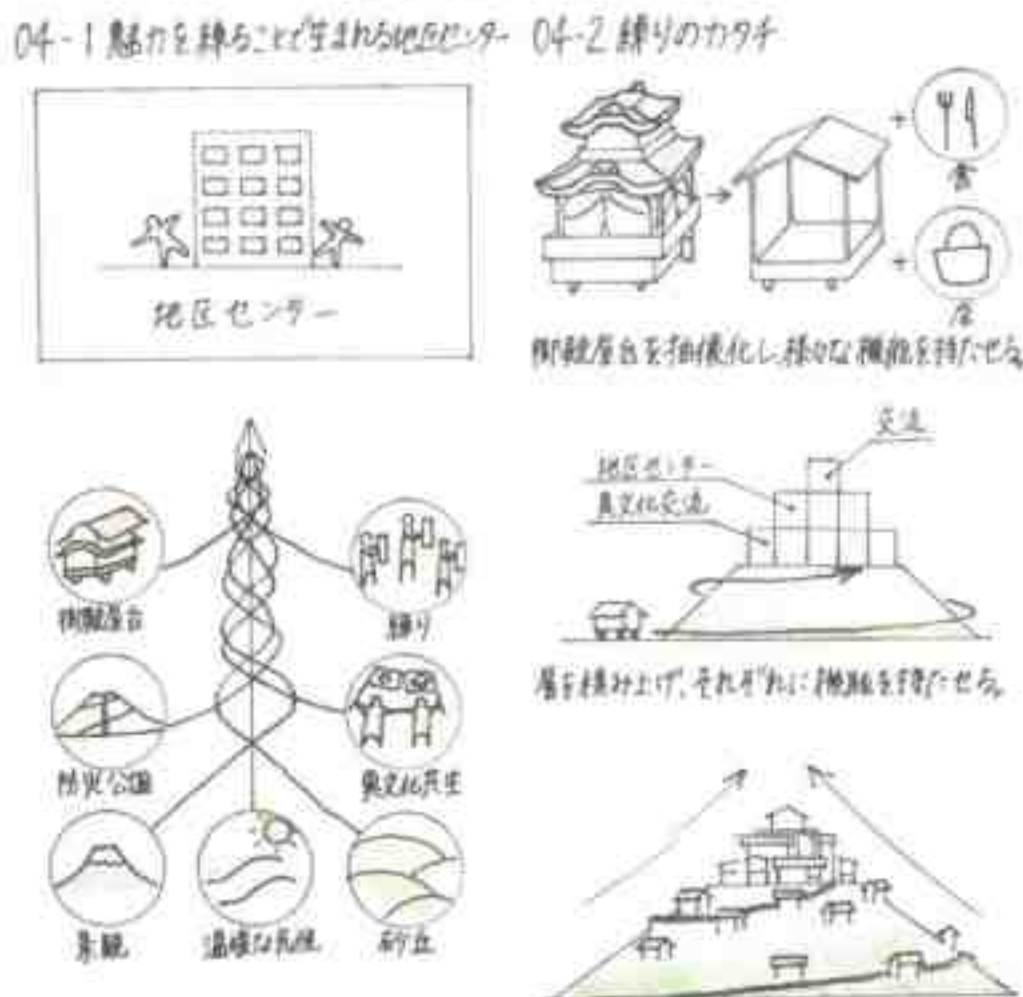 04-1 魅力を練ることで生まれる地区センター
地区センター
御殿屋台
練り
防災公園
異文化共生
景観
温暖な気候
砂丘
04-2 練りのカタチ
食
店
御殿屋台を抽像化し、様々な機能を持たせる。
交流
地区センター
異文化交流
層を積み上げ、それぞれに機能を持たせる。